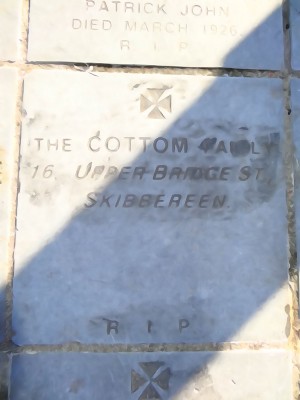 PATRICK JOHN
DIED MARCH 1926
R I P
THE COTTOM FAMILY
16, UPPER BRIDGE ST.,
SKIBBEREEN
R I P